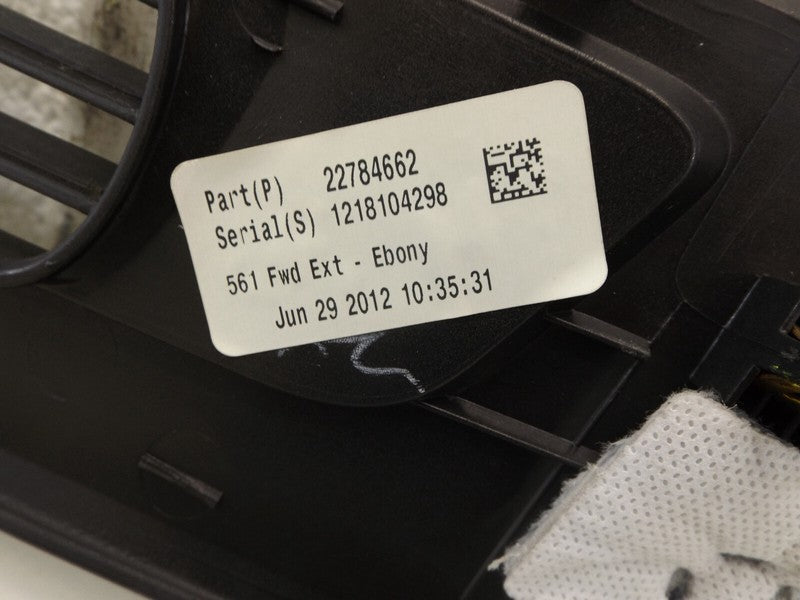 Part(P) 22784662
Serial(S) 1218104298
561 Fwd Ext - Ebony
Jun 29 2012 10:35:31